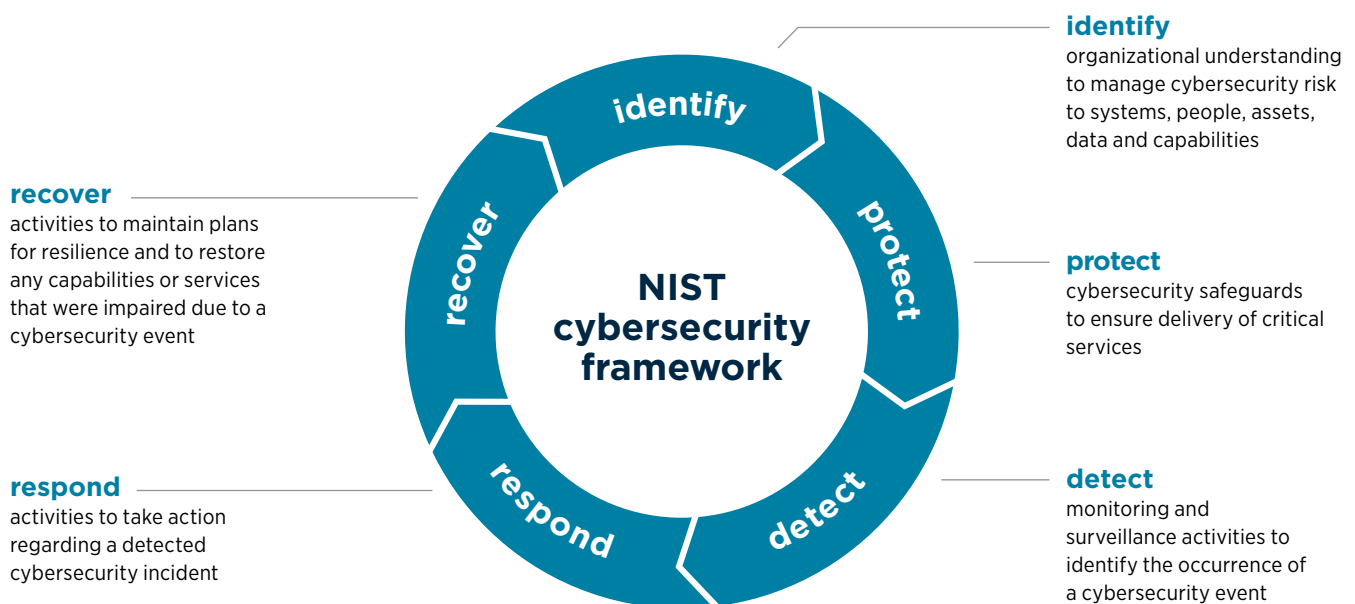 identify
organizational understanding
to manage cybersecurity risk
to systems, people, assets,
data and capabilities
identify
recover
activities to maintain plans
for resilience and to restore
any capabilities or services
that were impaired due to a
cybersecurity event
recover
protect
NIST
cybersecurity
framework
protect
cybersecurity safeguards
to ensure delivery of critical
services
respond
activities to take action
regarding a detected
cybersecurity incident
respond
detect
detect
monitoring and
surveillance activities to
identify the occurrence of
a cybersecurity event